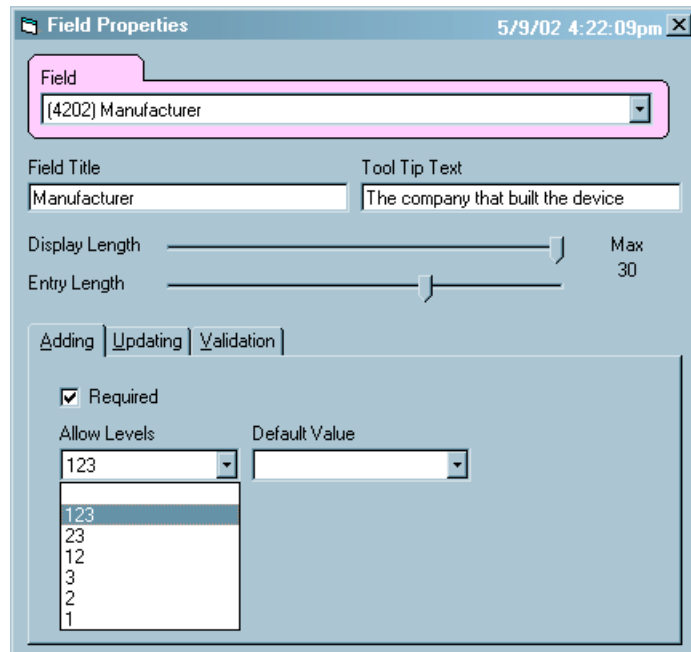 Field Properties 5/9/02 4:22:09pm
Field
(4202) Manufacturer
Field Title Tool Tip Text
Manufacturer The company that built the device
Display Length Max
30
Entry Length
Adding Updating Validation
Required
Allow Levels Default Value
123
123
23
12
3
2
1